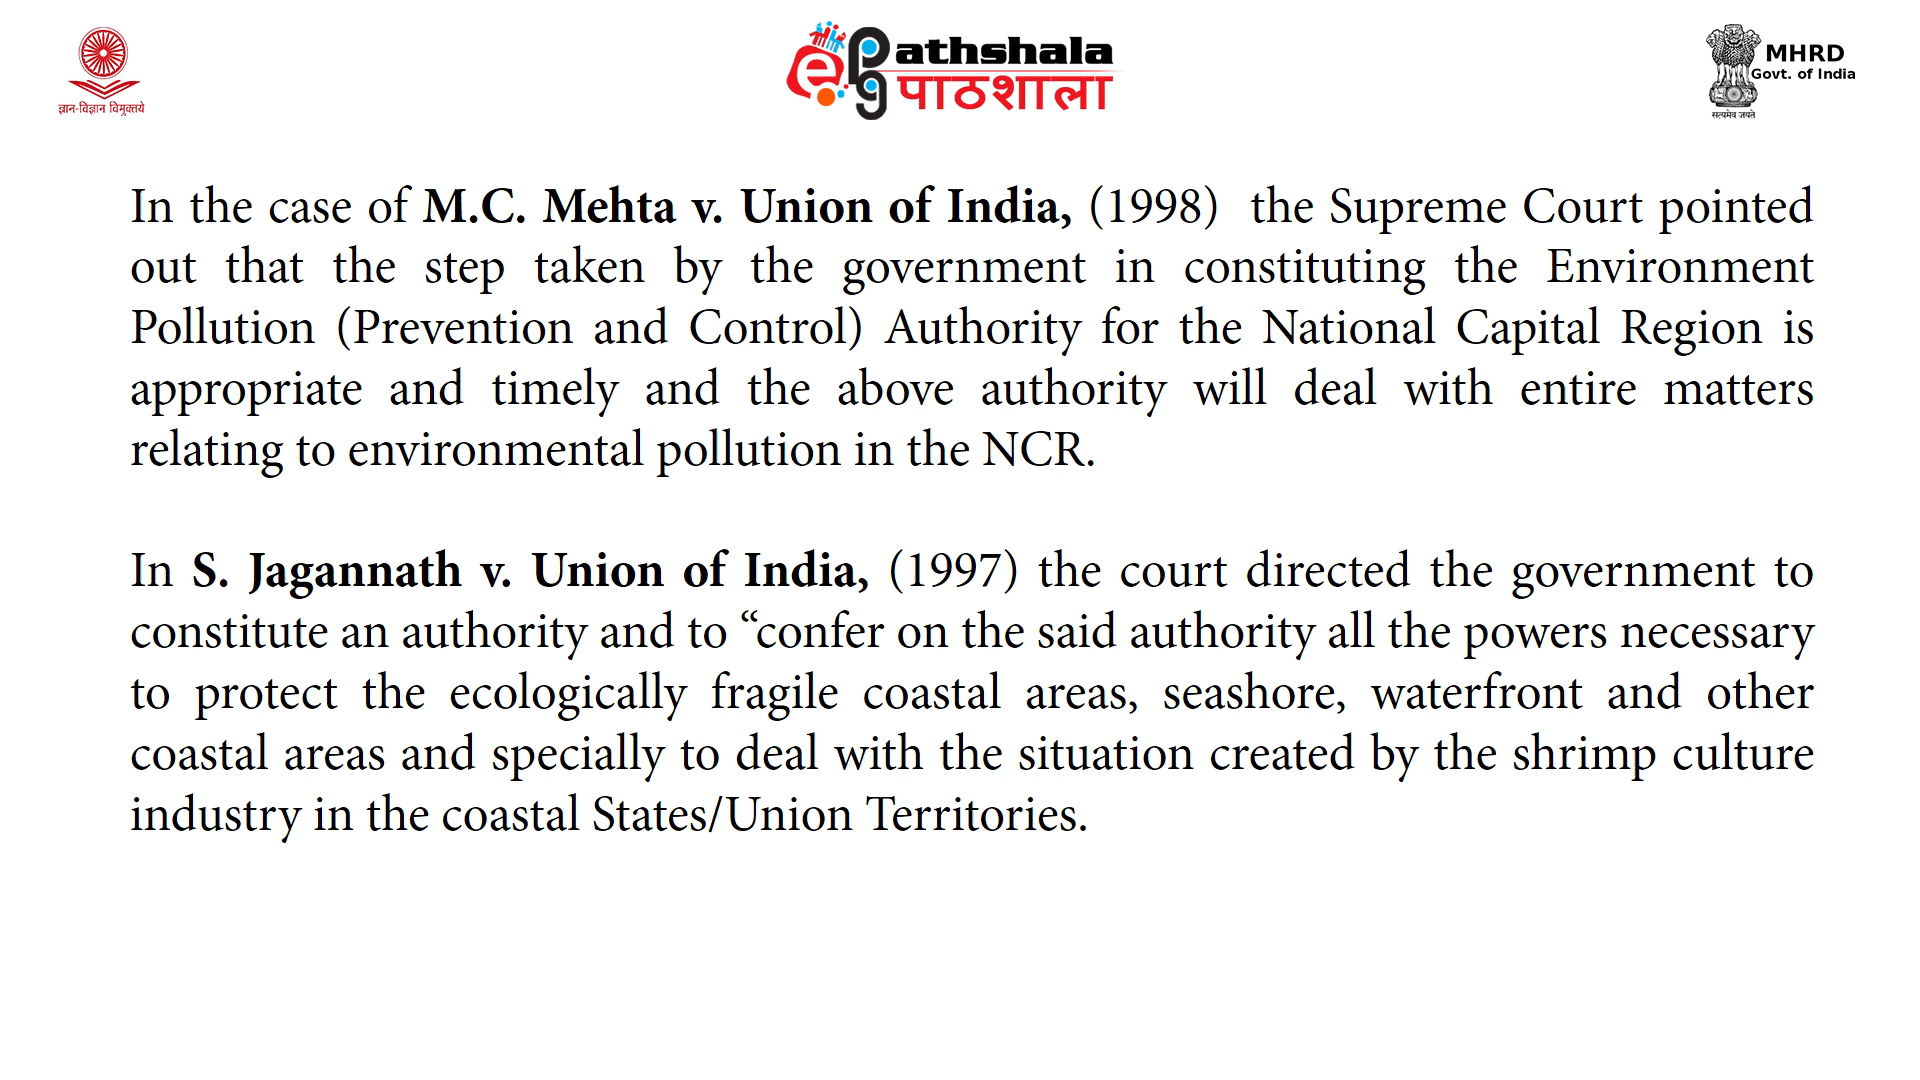 ज्ञान-विज्ञान विमुक्तये
e PG athshala
पाठशाला
MHRD
Govt. of India
सत्यमेव जयते
In the case of M.C. Mehta v. Union of India, (1998) the Supreme Court pointed
out that the step taken by the government in constituting the Environment
Pollution (Prevention and Control) Authority for the National Capital Region is
appropriate and timely and the above authority will deal with entire matters
relating to environmental pollution in the NCR.
In S. Jagannath v. Union of India, (1997) the court directed the government to
constitute an authority and to “confer on the said authority all the powers necessary
to protect the ecologically fragile coastal areas, seashore, waterfront and other
coastal areas and specially to deal with the situation created by the shrimp culture
industry in the coastal States/Union Territories.